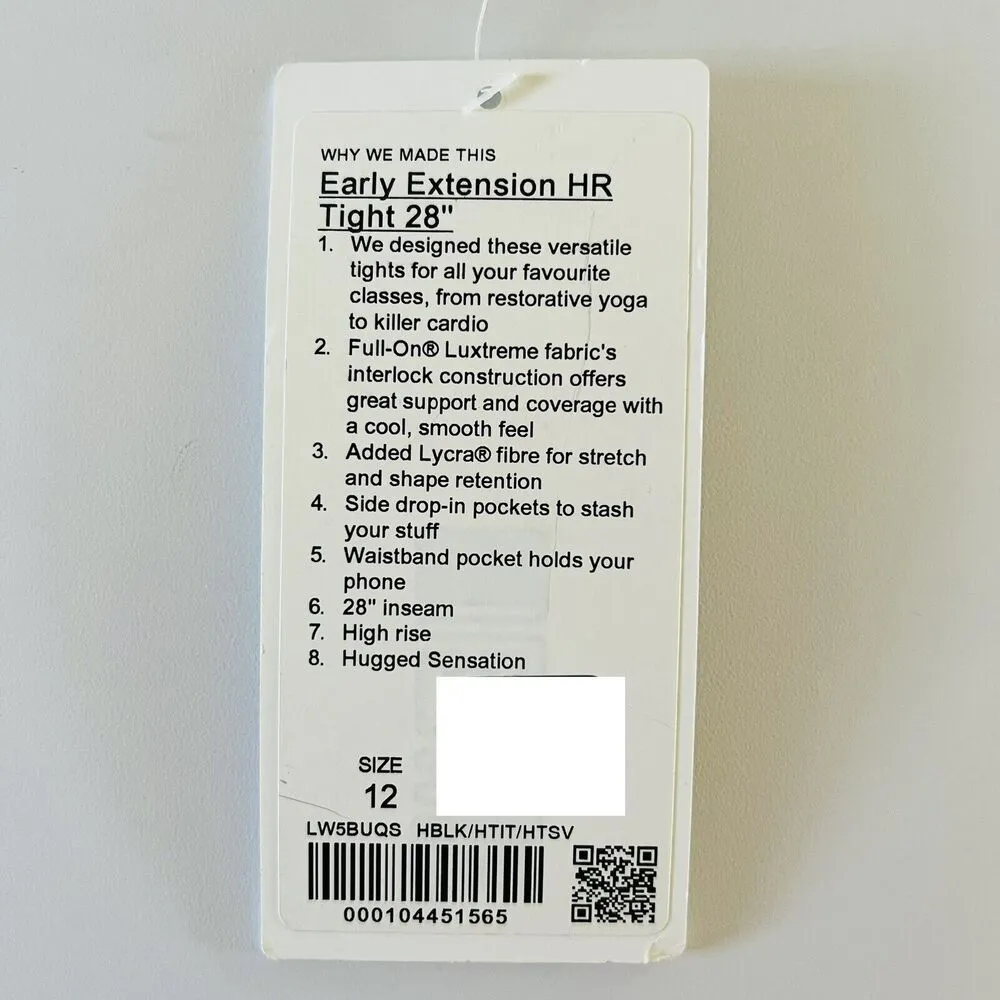 WHY WE MADE THIS
Early Extension HR
Tight 28"
1. We designed these versatile
tights for all your favourite
classes, from restorative yoga
to killer cardio
2. Full-On® Luxtreme fabric's
interlock construction offers
great support and coverage with
a cool, smooth feel
3. Added Lycra® fibre for stretch
and shape retention
4. Side drop-in pockets to stash
your stuff
5. Waistband pocket holds your
phone
6. 28" inseam
7. High rise
8. Hugged Sensation
SIZE
12
LW5BUQS HBLK/HTIT/HTSV
000104451565